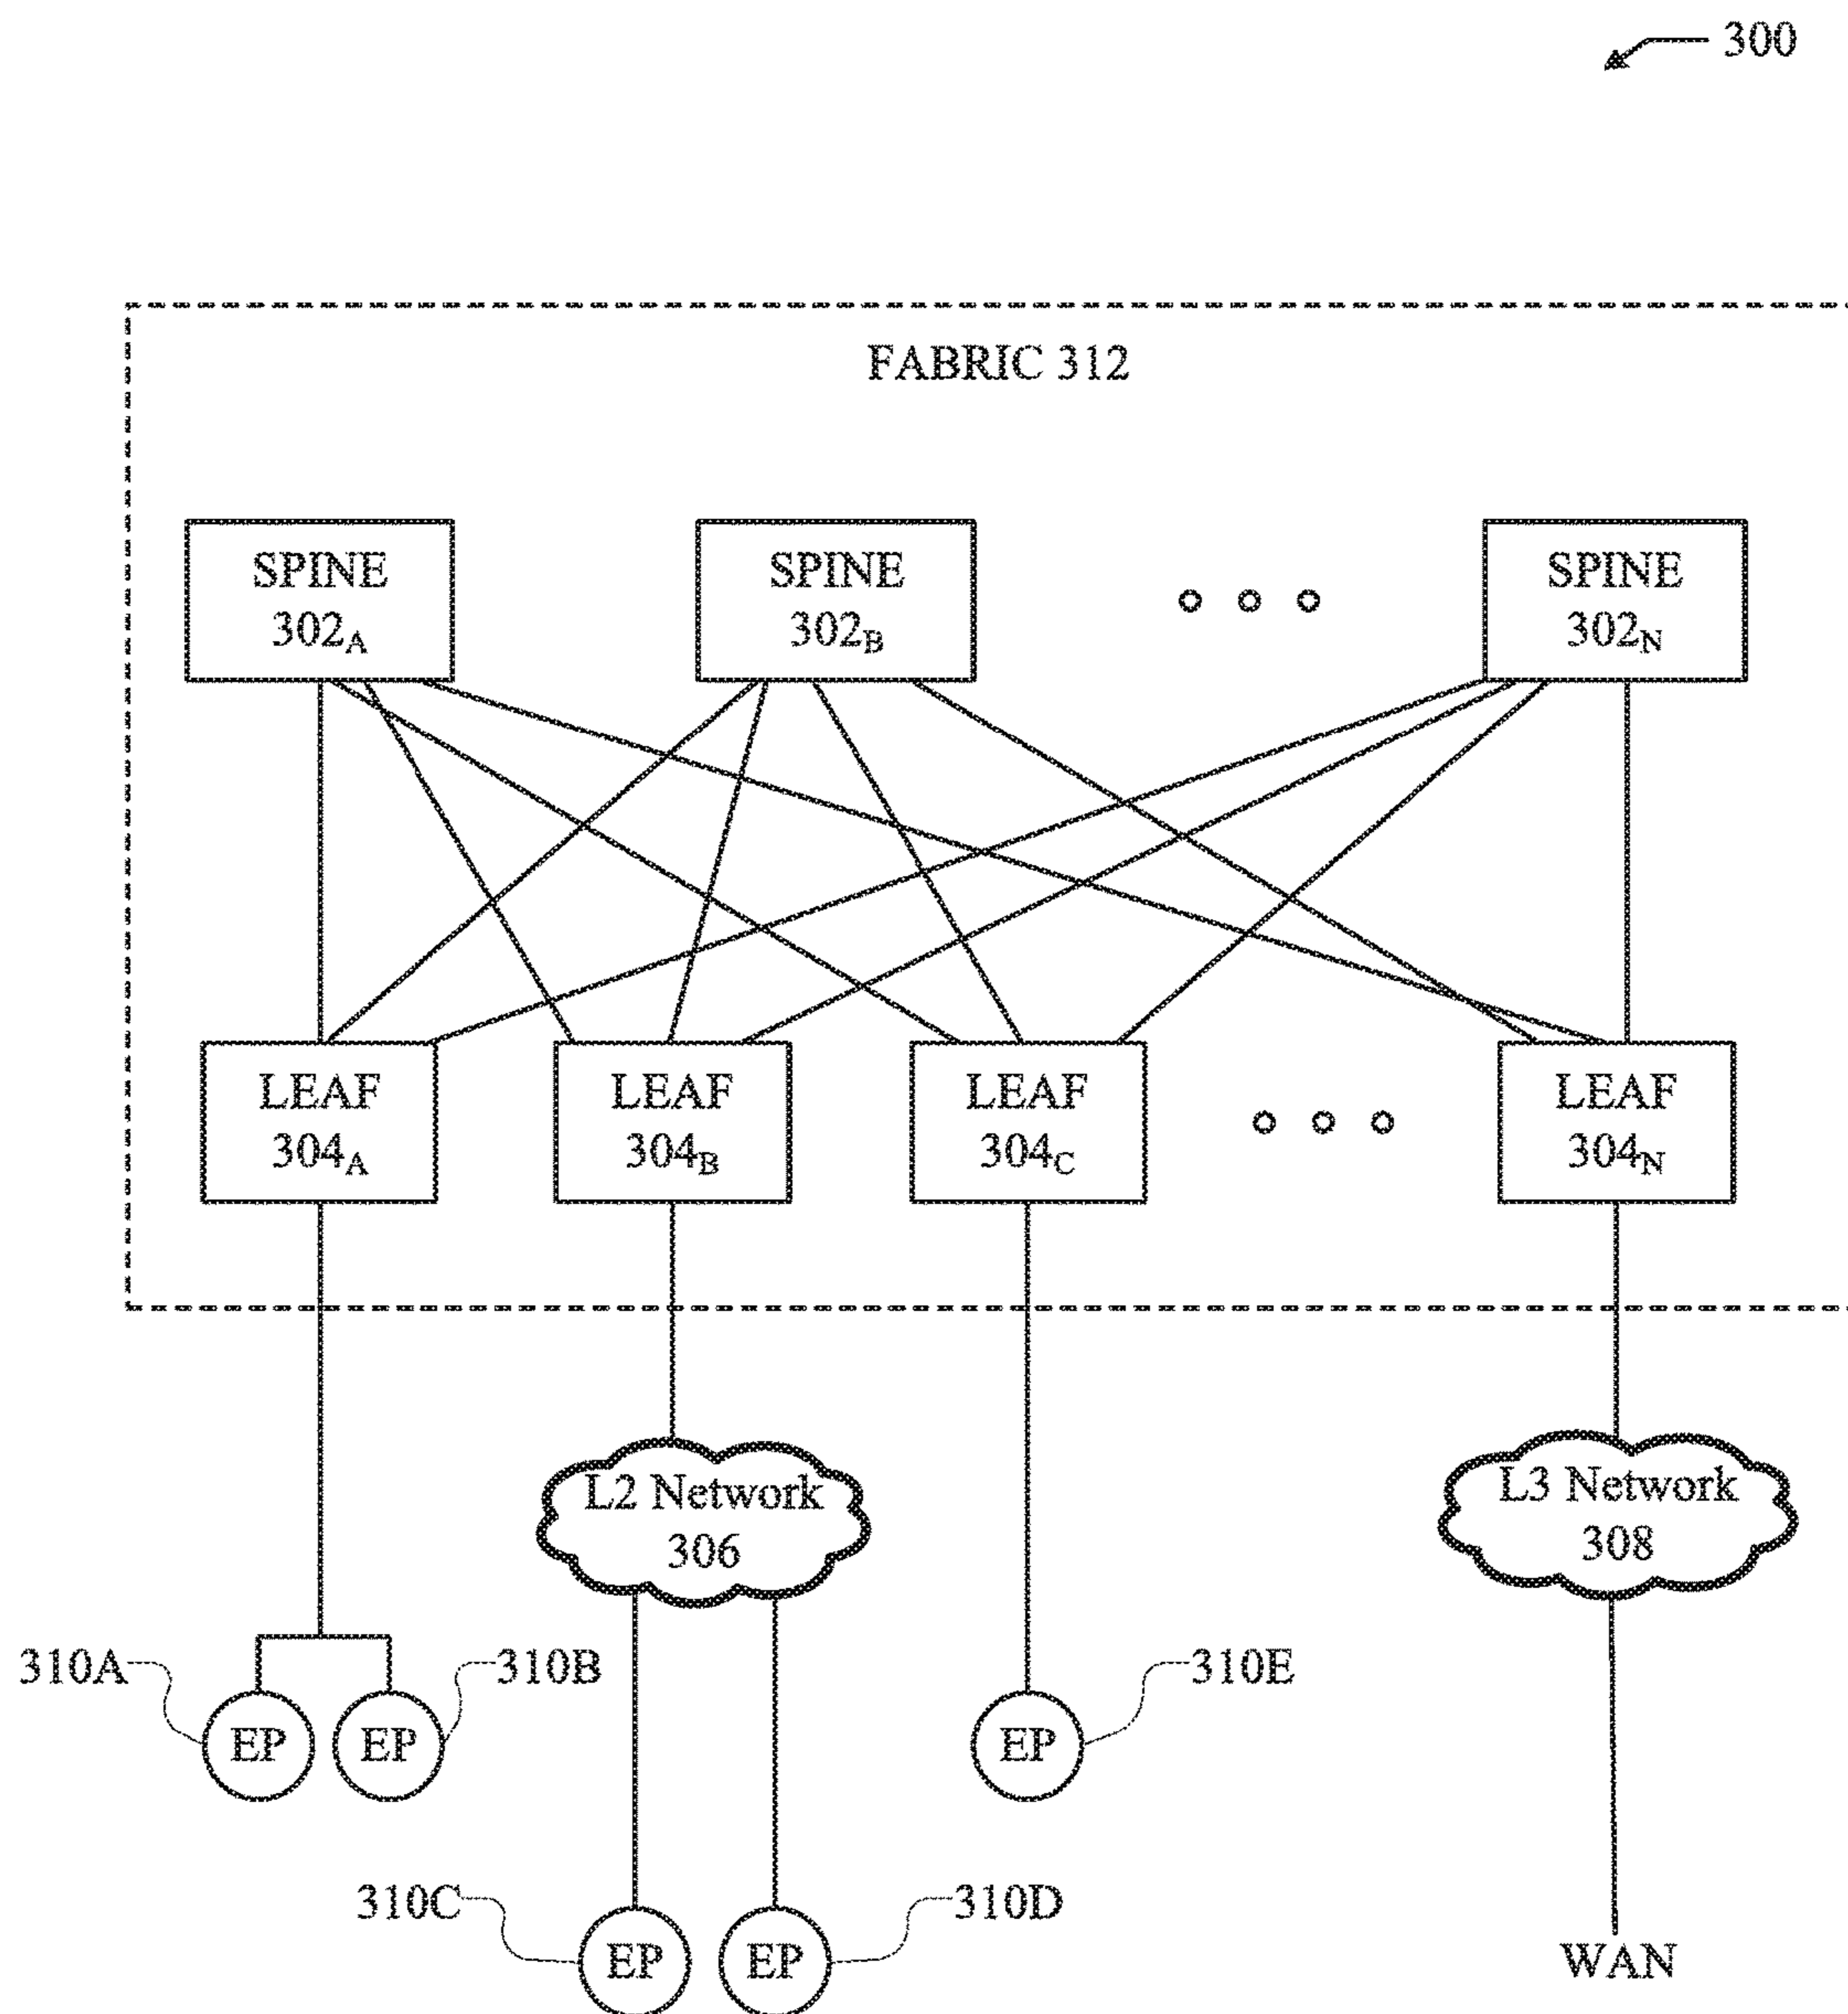 300
FABRIC 312
SPINE
302A
SPINE
302B
SPINE
302N
LEAF
304A
LEAF
304B
LEAF
304C
LEAF
304N
L2 Network
306
L3 Network
308
310A
310B
310E
EP
EP
EP
310C
310D
EP
EP
WAN